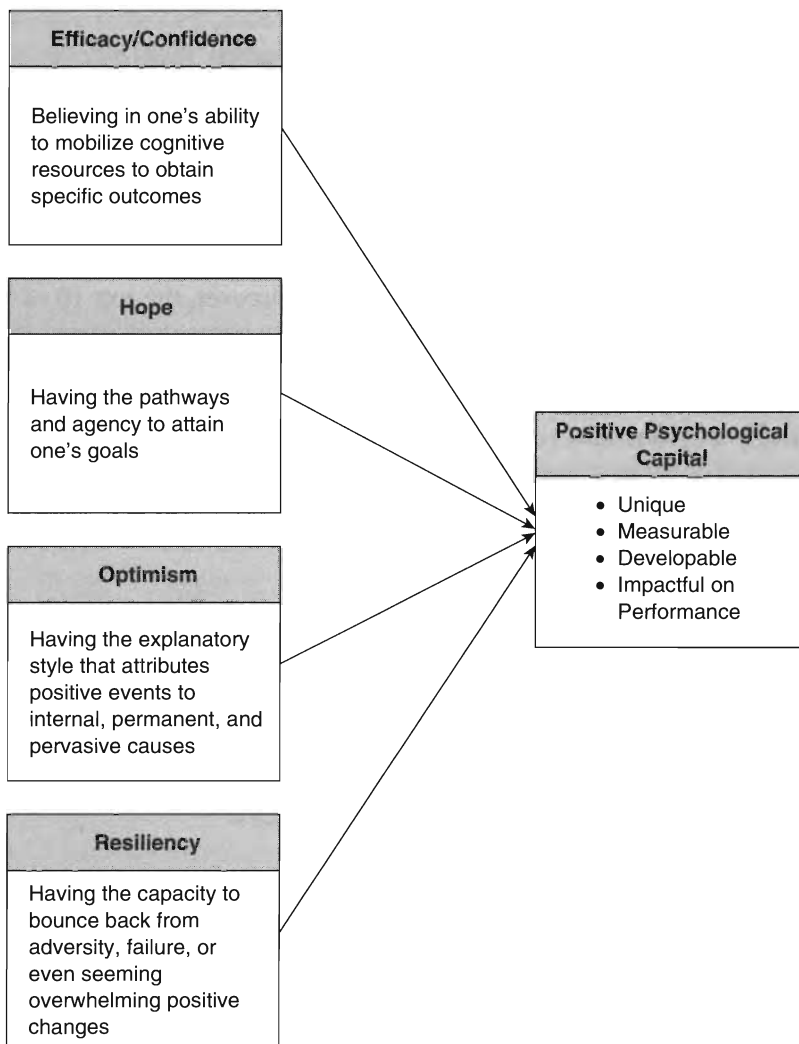 Efficacy/Confidence
Believing in one's ability
to mobilize cognitive
resources to obtain
specific outcomes
Hope
Having the pathways
and agency to attain
one's goals
Optimism
Having the explanatory
style that attributes
positive events to
internal, permanent, and
pervasive causes
Resiliency
Having the capacity to
bounce back from
adversity, failure, or
even seeming
overwhelming positive
changes
Positive Psychological
Capital
• Unique
• Measurable
• Developable
• Impactful on
Performance